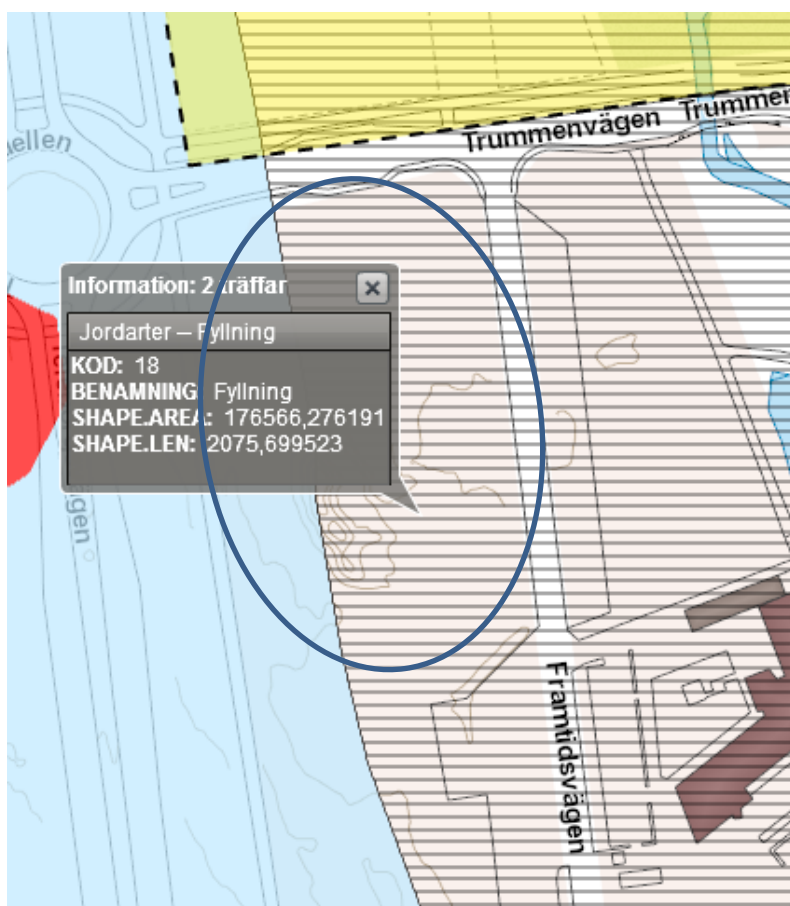 Trummenvägen
Information: 2 träffar
Jordarter – Fyllning
KOD: 18
BENAMNING: Fyllning
SHAPE.AREA: 176566,276191
SHAPE.LEN: 2075,699523
Framtidsvägen